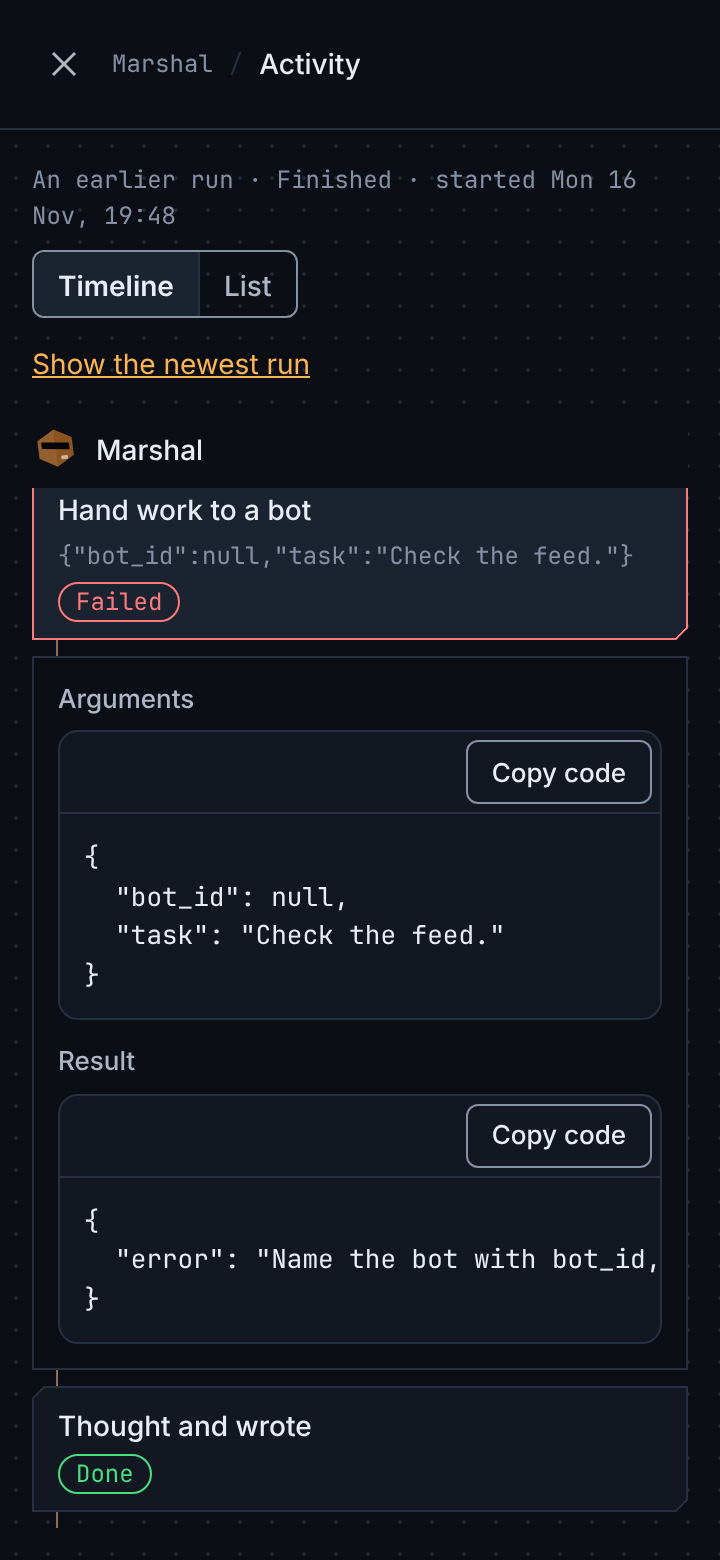 Marshal / Activity
An earlier run · Finished · started Mon 16
Nov, 19:48
Timeline List
Show the newest run
Marshal
Hand work to a bot
{"bot_id":null,"task":"Check the feed."}
Failed
Arguments
Copy code
{
  "bot_id": null,
  "task": "Check the feed."
}
Result
Copy code
{
  "error": "Name the bot with bot_id,
}
Thought and wrote
Done